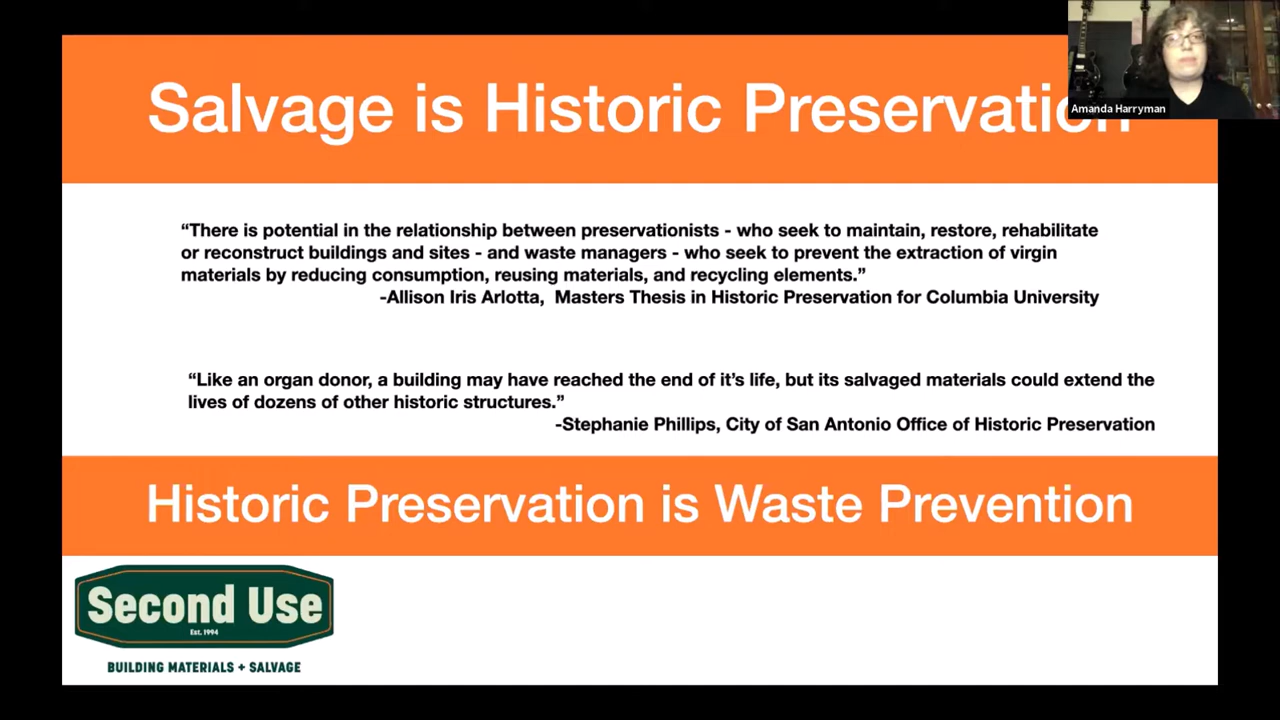 Salvage is Historic Preservation
Amanda Harryman
“There is potential in the relationship between preservationists - who seek to maintain, restore, rehabilitate
or reconstruct buildings and sites - and waste managers - who seek to prevent the extraction of virgin
materials by reducing consumption, reusing materials, and recycling elements.”
-Allison Iris Arlotta,  Masters Thesis in Historic Preservation for Columbia University
“Like an organ donor, a building may have reached the end of it’s life, but its salvaged materials could extend the
lives of dozens of other historic structures.”
-Stephanie Phillips, City of San Antonio Office of Historic Preservation
Historic Preservation is Waste Prevention
Second Use
Est. 1994
BUILDING MATERIALS + SALVAGE